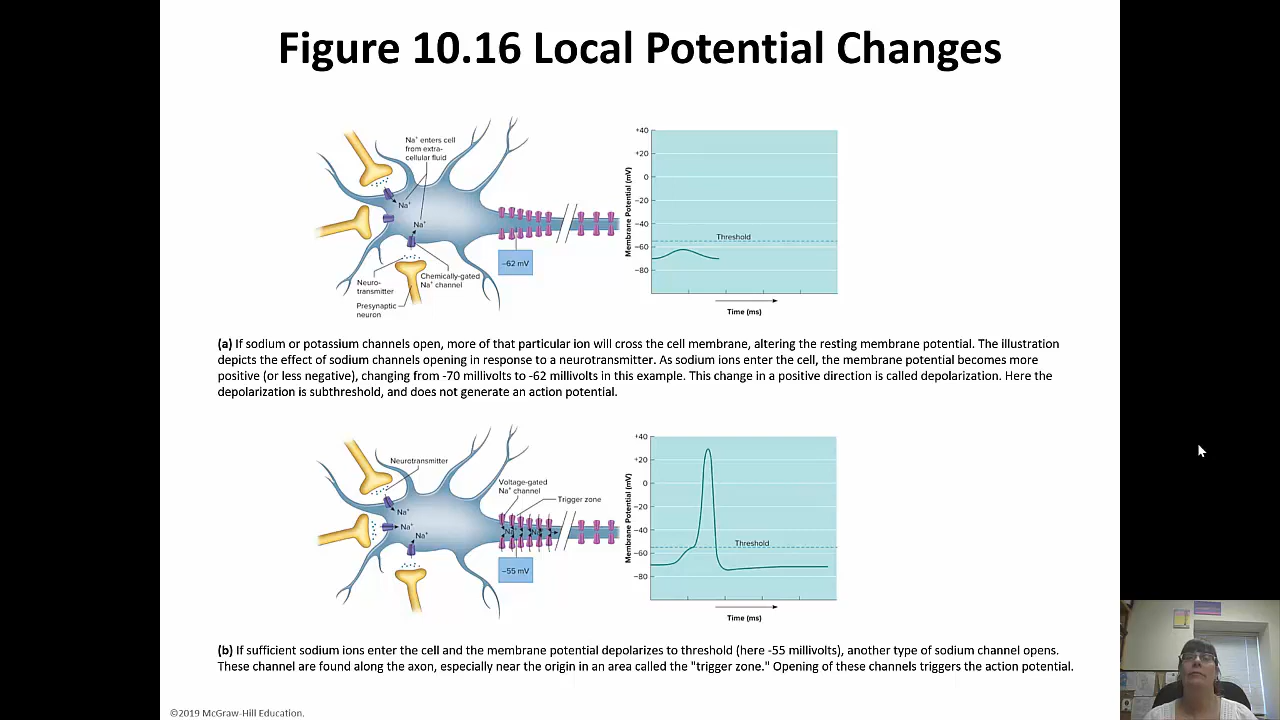 Figure 10.16 Local Potential Changes
Na⁺ enters cell
from extra-
cellular fluid
Na⁺
Na⁺
−62 mV
Neuro-
transmitter
Chemically-gated
Na⁺ channel
Presynaptic
neuron
Membrane Potential (mV)
+40
+20
0
−20
−40
−60
−80
Threshold
Time (ms)
(a) If sodium or potassium channels open, more of that particular ion will cross the cell membrane, altering the resting membrane potential. The illustration
depicts the effect of sodium channels opening in response to a neurotransmitter. As sodium ions enter the cell, the membrane potential becomes more
positive (or less negative), changing from -70 millivolts to -62 millivolts in this example. This change in a positive direction is called depolarization. Here the
depolarization is subthreshold, and does not generate an action potential.
Neurotransmitter
Na⁺
Na⁺
Na⁺
Voltage-gated
Na⁺ channel
Trigger zone
−55 mV
Membrane Potential (mV)
+40
+20
0
−20
−40
−60
−80
Threshold
Time (ms)
(b) If sufficient sodium ions enter the cell and the membrane potential depolarizes to threshold (here -55 millivolts), another type of sodium channel opens.
These channel are found along the axon, especially near the origin in an area called the "trigger zone." Opening of these channels triggers the action potential.
©2019 McGraw-Hill Education.